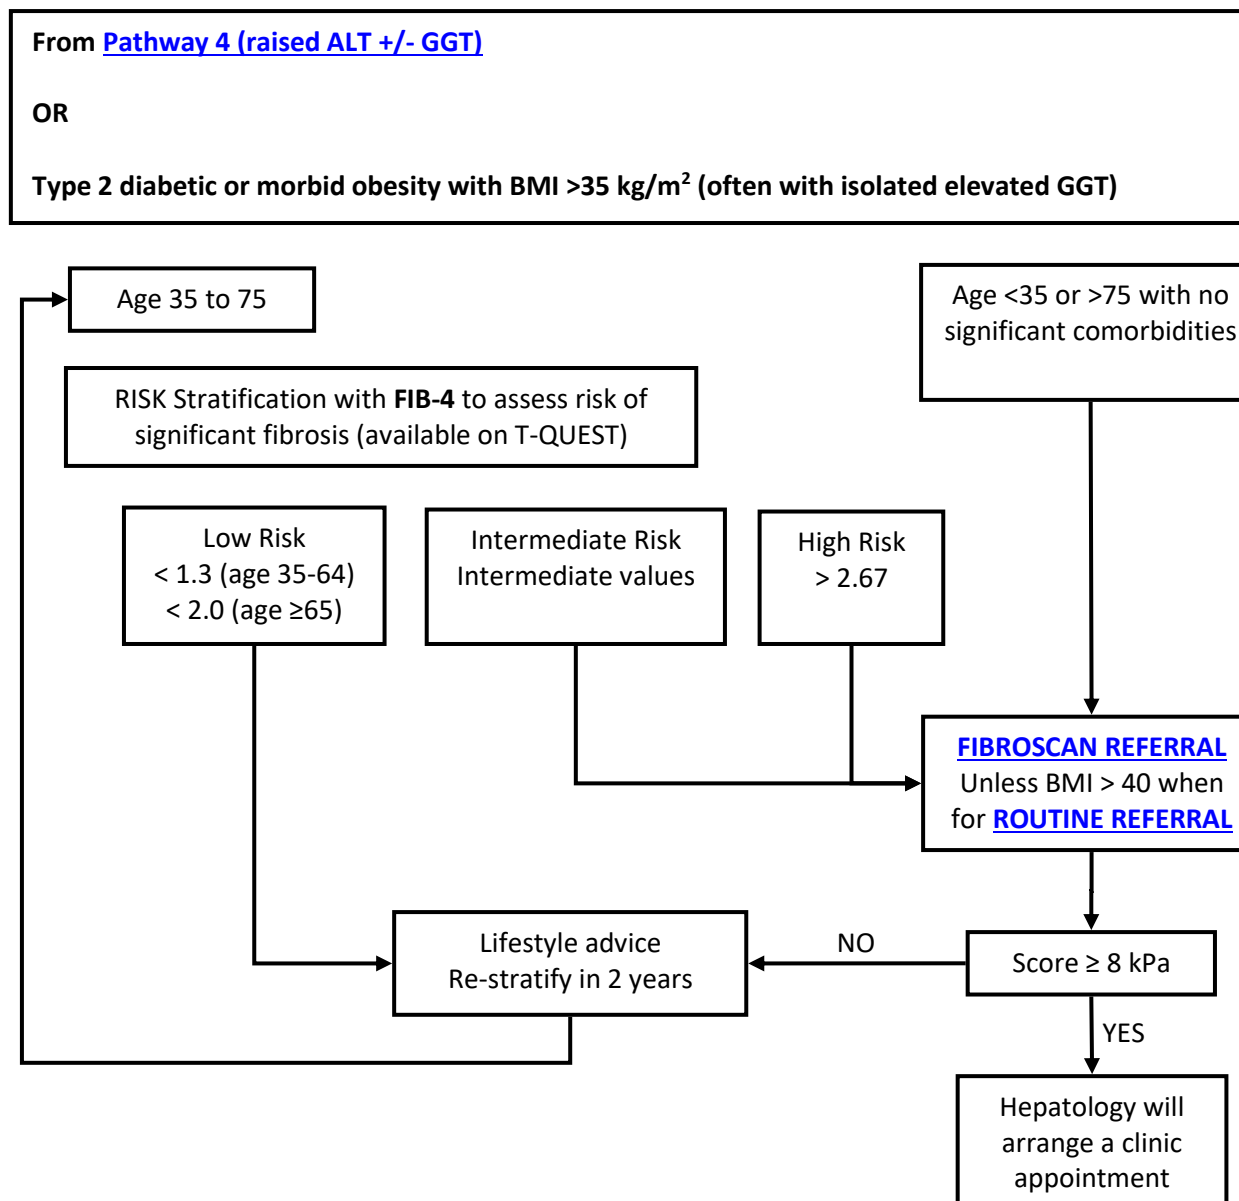 From Pathway 4 (raised ALT +/- GGT)
OR
Type 2 diabetic or morbid obesity with BMI >35 kg/m² (often with isolated elevated GGT)
Age 35 to 75
Age <35 or >75 with no
significant comorbidities
RISK Stratification with FIB-4 to assess risk of
significant fibrosis (available on T-QUEST)
Low Risk
< 1.3 (age 35-64)
< 2.0 (age ≥65)
Intermediate Risk
Intermediate values
High Risk
> 2.67
FIBROSCAN REFERRAL
Unless BMI > 40 when
for ROUTINE REFERRAL
Lifestyle advice
Re-stratify in 2 years
NO
Score ≥ 8 kPa
YES
Hepatology will
arrange a clinic
appointment